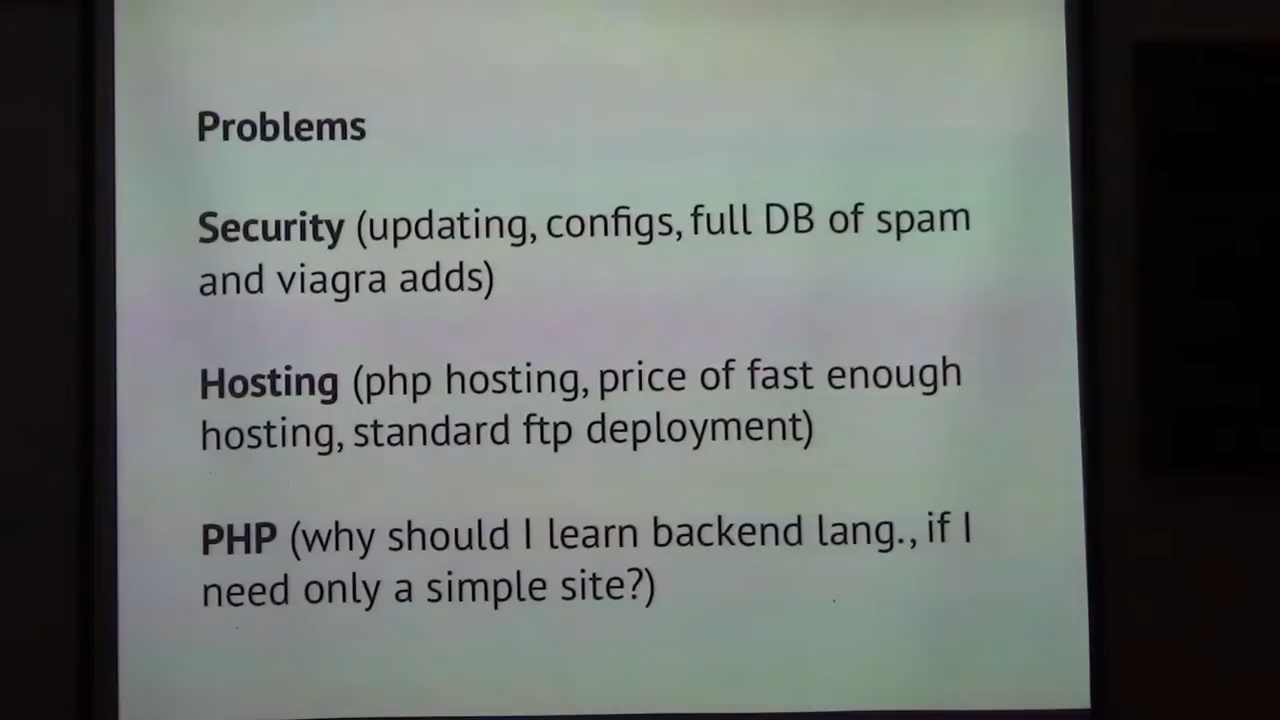 Problems
Security (updating, configs, full DB of spam
and viagra adds)
Hosting (php hosting, price of fast enough
hosting, standard ftp deployment)
PHP (why should I learn backend lang., if I
need only a simple site?)